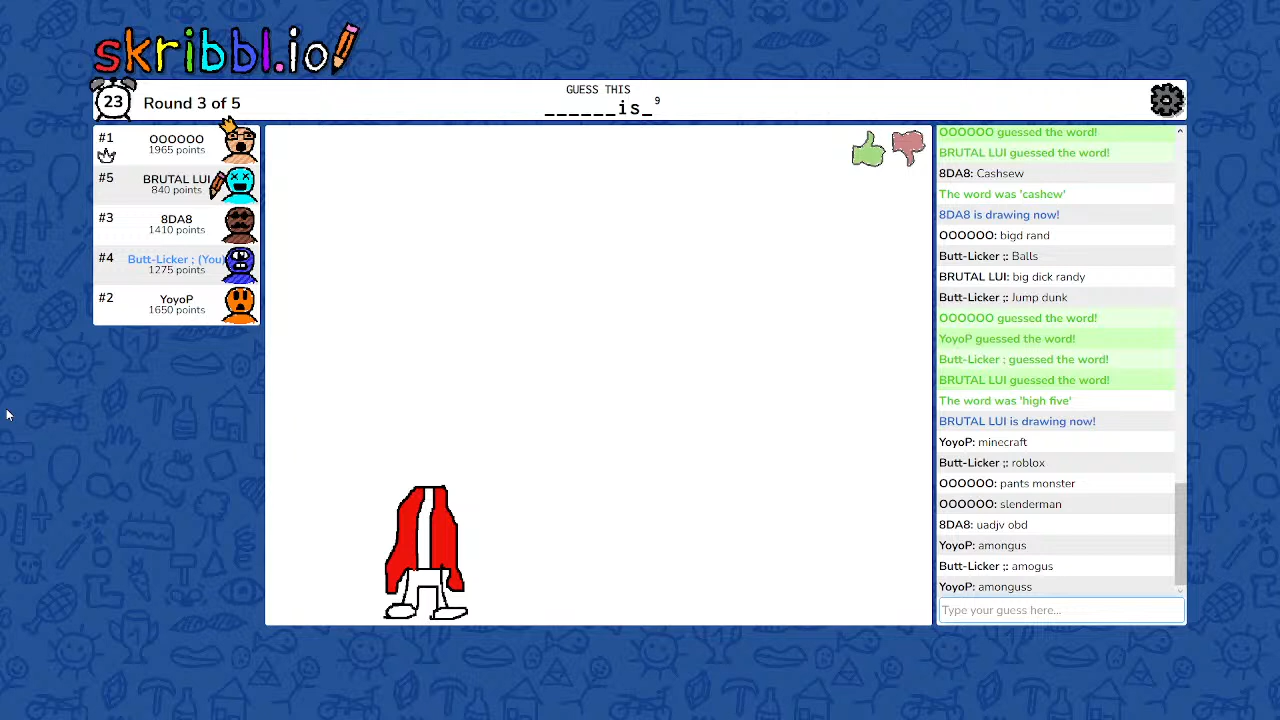 skribbl.io
23
Round 3 of 5
GUESS THIS
______is_ 9
#1
OOOOOO
1965 points
#5
BRUTAL LUI
840 points
#3
8DA8
1410 points
#4
Butt-Licker ; (You)
1275 points
#2
YoyoP
1650 points
OOOOOO guessed the word!
BRUTAL LUI guessed the word!
8DA8: Cashsew
The word was 'cashew'
8DA8 is drawing now!
OOOOOO: bigd rand
Butt-Licker ;: Balls
BRUTAL LUI: big dick randy
Butt-Licker ;: Jump dunk
OOOOOO guessed the word!
YoyoP guessed the word!
Butt-Licker ; guessed the word!
BRUTAL LUI guessed the word!
The word was 'high five'
BRUTAL LUI is drawing now!
YoyoP: minecraft
Butt-Licker ;: roblox
OOOOOO: pants monster
OOOOOO: slenderman
8DA8: uadjv obd
YoyoP: amongus
Butt-Licker ;: amogus
YoyoP: amonguss
Type your guess here...